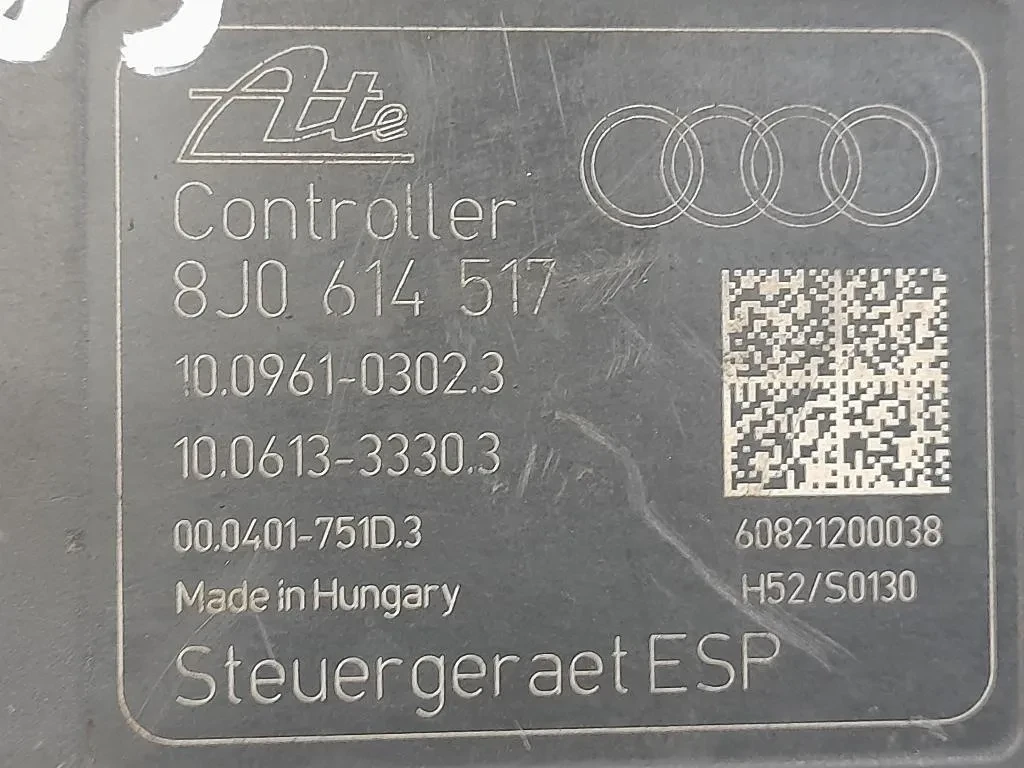 Ate
Controller
8J0 614 517
10.0961-0302.3
10.0613-3330.3
00.0401-751D.3
60821200038
Made in Hungary
H52/S0130
Steuergeraet ESP